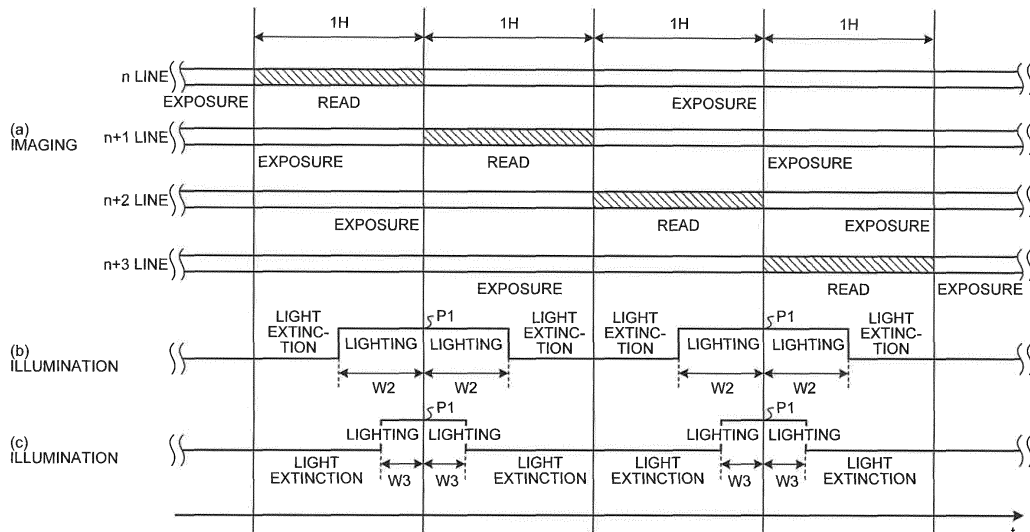 1H 1H 1H 1H
n LINE
EXPOSURE READ EXPOSURE
(a)
IMAGING
n+1 LINE
EXPOSURE READ EXPOSURE
n+2 LINE
EXPOSURE READ EXPOSURE
n+3 LINE
EXPOSURE READ EXPOSURE
(b)
ILLUMINATION
LIGHT
EXTINC-
TION
LIGHTING
P1
LIGHTING
LIGHT
EXTINC-
TION
LIGHT
EXTINC-
TION
LIGHTING
P1
LIGHTING
LIGHT
EXTINC-
TION
W2 W2 W2 W2
(c)
ILLUMINATION
P1 P1
LIGHTING LIGHTING LIGHTING LIGHTING
LIGHT
EXTINCTION
W3 W3
LIGHT
EXTINCTION
LIGHT
EXTINCTION
W3 W3
LIGHT
EXTINCTION
t